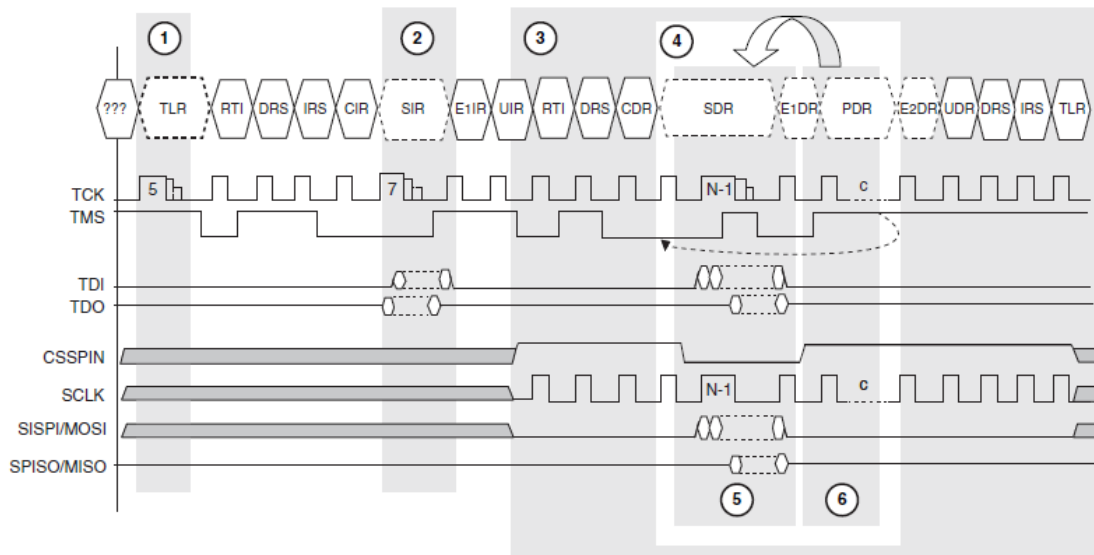 1 2 3 4
??? TLR RTI DRS IRS CIR SIR E1IR UIR RTI DRS CDR SDR E1DR PDR E2DR UDR DRS IRS TLR
TCK 5 7 N-1 C
TMS
TDI
TDO
CSSPIN
SCLK N-1 C
SISPI/MOSI
SPISO/MISO
5 6